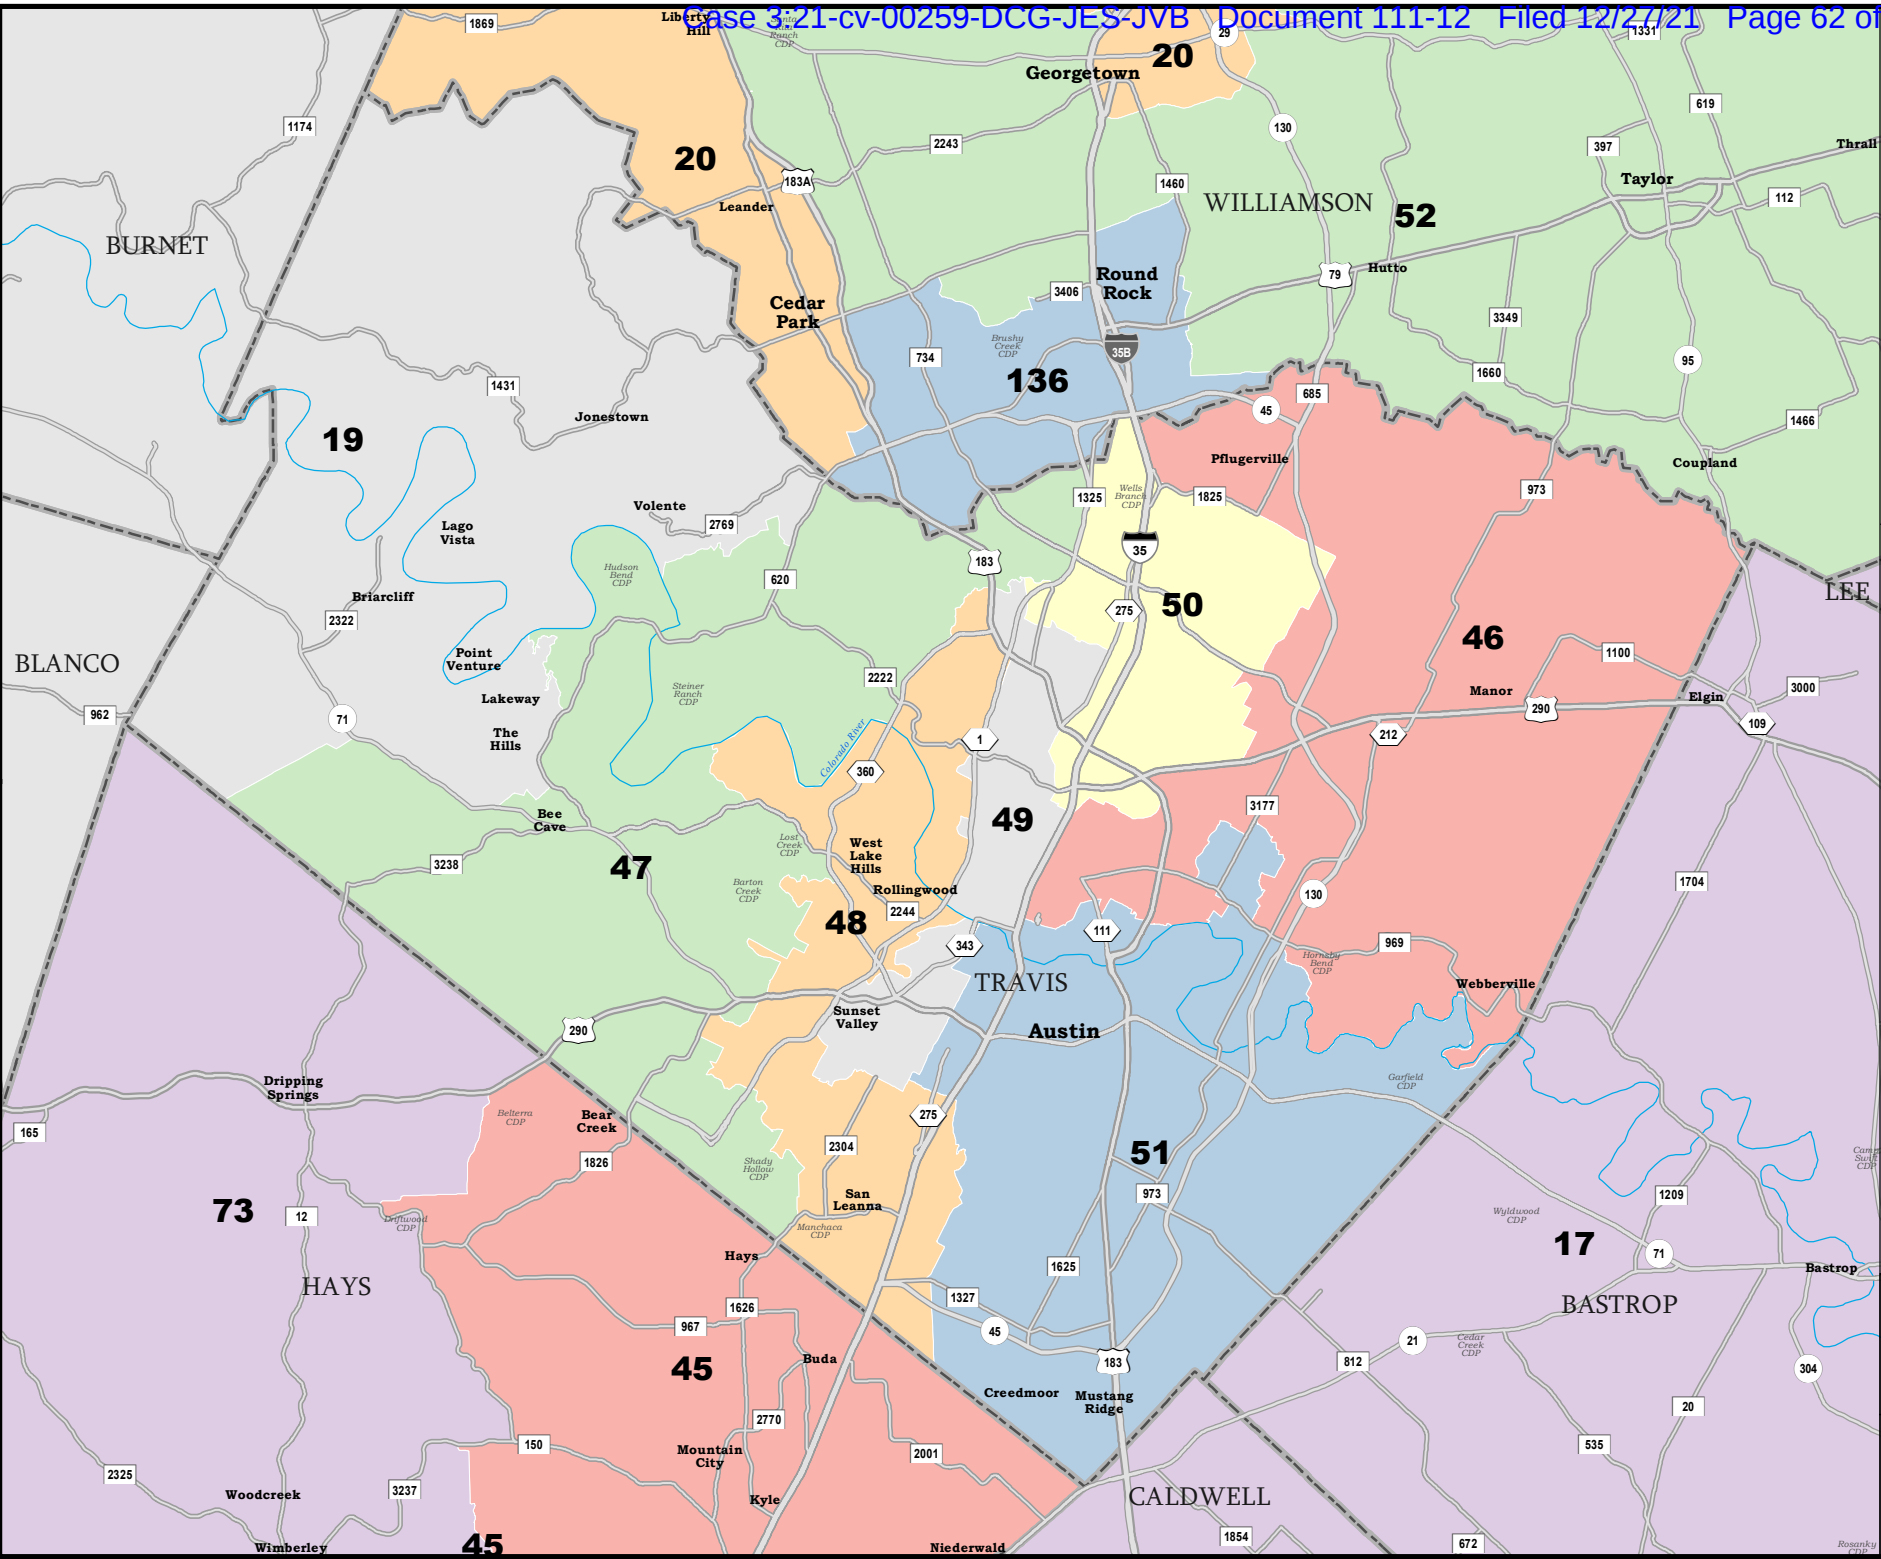 Case 3:21-cv-00259-DCG-JES-JVB Document 111-12 Filed 12/27/21 Page 62 of
1869
Liberty
Hill
Santa
Rita
Ranch
CDP
29
1331
Georgetown
20
619
1174
130
397
Thrall
2243
20
183A
Leander
1460
WILLIAMSON
52
Taylor
112
BURNET
Round
Rock
79
Hutto
3406
Cedar
Park
3349
Brushy
Creek
CDP
35B
734
136
1660
95
1431
685
45
1466
Jonestown
19
Pflugerville
Coupland
Volente
2769
1325
Wells
Branch
CDP
1825
973
Lago
Vista
35
183
Hudson
Bend
CDP
620
Briarcliff
2322
275
50
LEE
46
BLANCO
Point
Venture
1100
2222
Steiner
Ranch
CDP
Lakeway
Manor
Elgin
3000
962
71
The
Hills
290
109
Colorado River
1
212
360
Bee
Cave
49
3177
Lost
Creek
CDP
West
Lake
Hills
3238
47
Barton
Creek
CDP
Rollingwood
2244
130
1704
48
343
111
969
Hornsby
Bend
CDP
TRAVIS
Webberville
Sunset
Valley
Austin
290
Dripping
Springs
Garfield
CDP
165
Belterra
CDP
Bear
Creek
275
2304
51
1826
Shady
Hollow
CDP
Camp
Swift
CDP
73
12
Driftwood
CDP
San
Leanna
Manchaca
CDP
973
1209
Wyldwood
CDP
17
71
Hays
1625
Bastrop
HAYS
1327
1626
BASTROP
967
45
21
Cedar
Creek
CDP
45
Buda
183
812
304
Creedmoor
Mustang
Ridge
20
2770
150
Mountain
City
2001
535
2325
Woodcreek
3237
Kyle
CALDWELL
1854
672
45
Wimberley
Niederwald
Rosanky
CDP